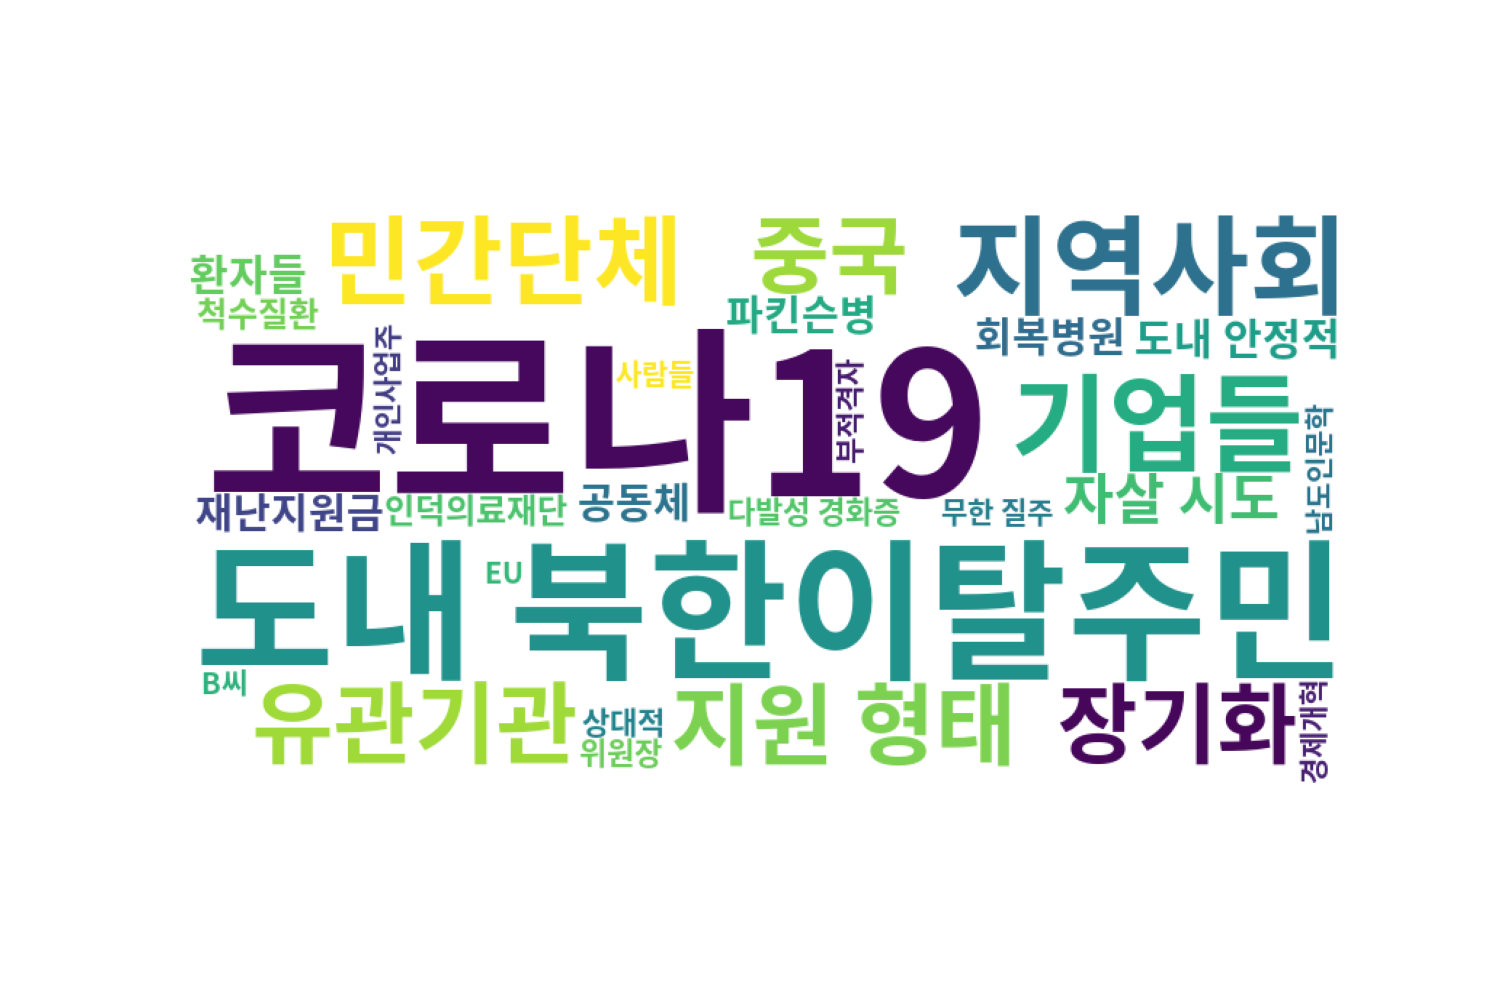 민간단체
중국
지역사회
환자들
척수질환
파킨슨병
회복병원
도내 안정적
코로나19
개인사업주
사람들
부적격자
기업들
남도인문학
재난지원금
인덕의료재단
공동체
다발성 경화증
무한 질주
자살 시도
도내 북한이탈주민
EU
B씨
유관기관
상대적
위원장
지원 형태
장기화
경제개혁